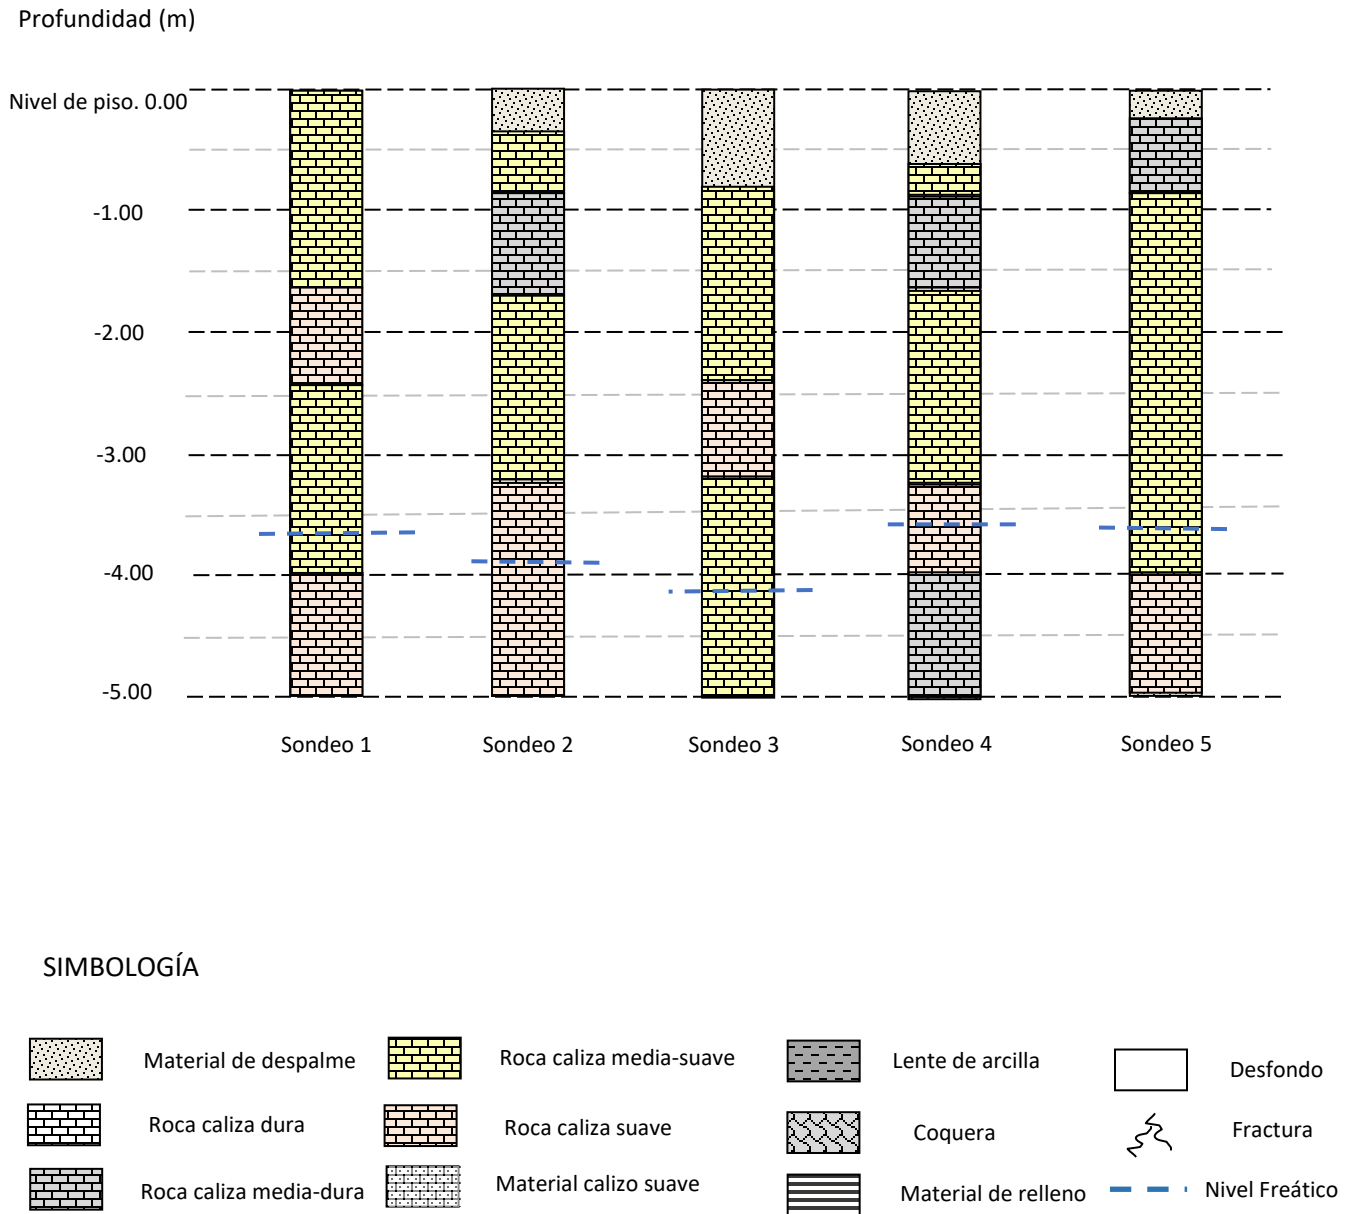 Profundidad (m)
Nivel de piso. 0.00
-1.00
-2.00
-3.00
-4.00
-5.00
Sondeo 1
Sondeo 2
Sondeo 3
Sondeo 4
Sondeo 5
SIMBOLOGÍA
Material de despalme
Roca caliza media-suave
Lente de arcilla
Desfondo
Roca caliza dura
Roca caliza suave
Coquera
Fractura
Roca caliza media-dura
Material calizo suave
Material de relleno
Nivel Freático